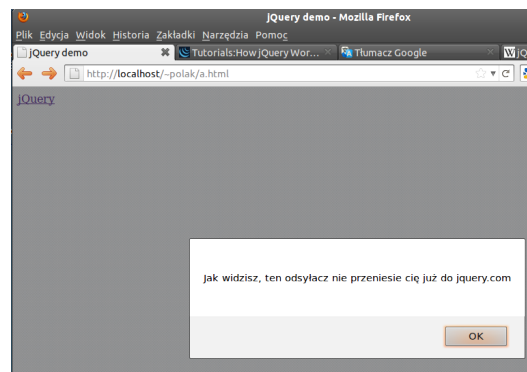 jQuery demo - Mozilla Firefox
Plik Edycja Widok Historia Zakładki Narzędzia Pomoc
jQuery demo Tutorials:How jQuery Wor... Tłumacz Google W jQ
http://localhost/~polak/a.html
jQuery
Jak widzisz, ten odsyłacz nie przeniesie cię już do jquery.com
OK